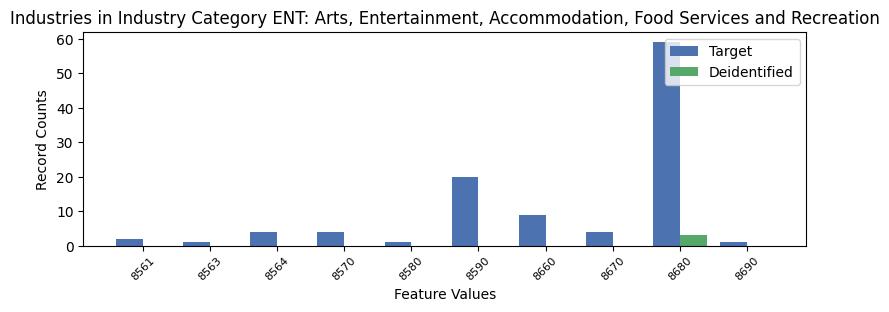 Industries in Industry Category ENT: Arts, Entertainment, Accommodation, Food Services and Recreation
Target
Deidentified
Record Counts
60
50
40
30
20
10
0
8561 8563 8564 8570 8580 8590 8660 8670 8680 8690
Feature Values